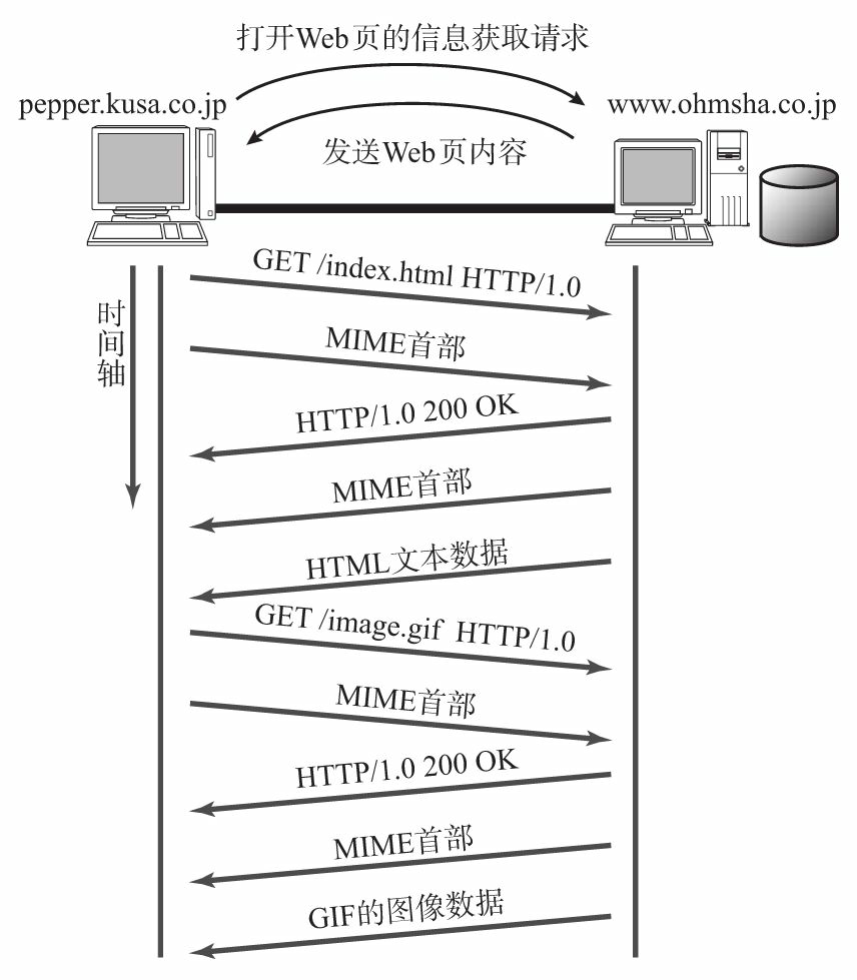 打开Web页的信息获取请求
pepper.kusa.co.jp
www.ohmsha.co.jp
发送Web页内容
时间轴
GET /index.html HTTP/1.0
MIME首部
HTTP/1.0 200 OK
MIME首部
HTML文本数据
GET /image.gif HTTP/1.0
MIME首部
HTTP/1.0 200 OK
MIME首部
GIF的图像数据